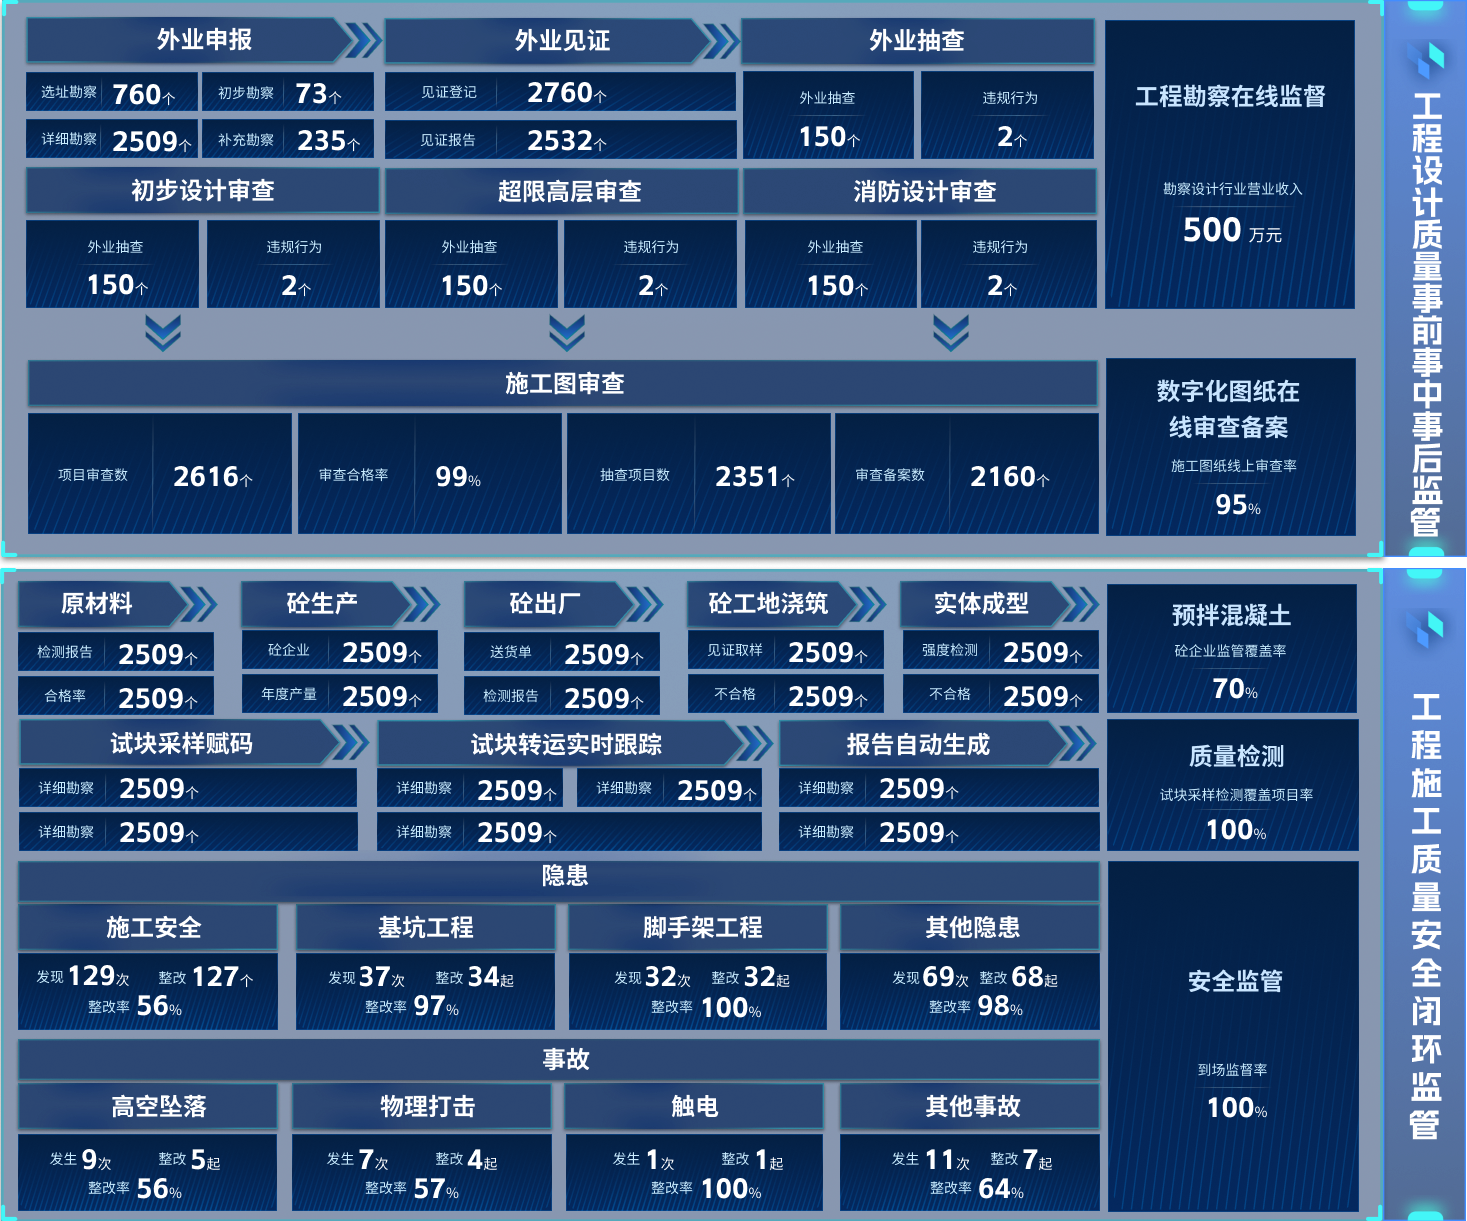 外业申报
外业见证
外业抽查
选址勘察 760个
初步勘察 73个
见证登记 2760个
外业抽查
150个
违规行为
2个
详细勘察 2509个
补充勘察 235个
见证报告 2532个
工程勘察在线监督
勘察设计行业营业收入
500 万元
初步设计审查
超限高层审查
消防设计审查
外业抽查
150个
违规行为
2个
外业抽查
150个
违规行为
2个
外业抽查
150个
违规行为
2个
施工图审查
项目审查数 2616个
审查合格率 99%
抽查项目数 2351个
审查备案数 2160个
数字化图纸在
线审查备案
施工图纸线上审查率
95%
工程设计质量事前事中事后监管
原材料
砼生产
砼出厂
砼工地浇筑
实体成型
检测报告 2509个
砼企业 2509个
送货单 2509个
见证取样 2509个
强度检测 2509个
合格率 2509个
年度产量 2509个
检测报告 2509个
不合格 2509个
不合格 2509个
预拌混凝土
砼企业监管覆盖率
70%
试块采样赋码
试块转运实时跟踪
报告自动生成
详细勘察 2509个
详细勘察 2509个
详细勘察 2509个
详细勘察 2509个
详细勘察 2509个
详细勘察 2509个
详细勘察 2509个
质量检测
试块采样检测覆盖项目率
100%
隐患
施工安全
基坑工程
脚手架工程
其他隐患
发现 129次 整改 127个
整改率 56%
发现 37次 整改 34起
整改率 97%
发现 32次 整改 32起
整改率 100%
发现 69次 整改 68起
整改率 98%
事故
高空坠落
物理打击
触电
其他事故
发生 9次 整改 5起
整改率 56%
发生 7次 整改 4起
整改率 57%
发生 1次 整改 1起
整改率 100%
发生 11次 整改 7起
整改率 64%
安全监管
到场监督率
100%
工程施工质量安全闭环监管